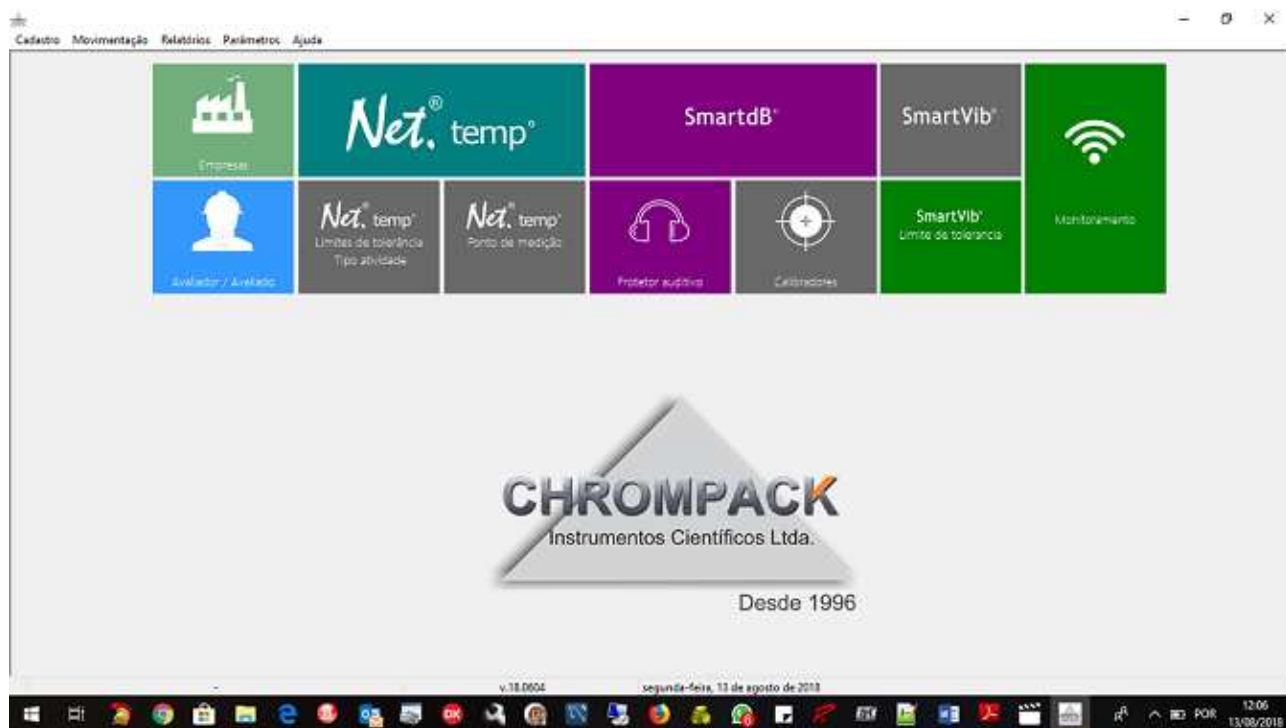 Cadastro Movimentação Relatórios Parâmetros Ajuda
Empresas
Net.® temp°
SmartdB°
SmartVib°
Monitoramento
Avaliador / Avaliado
Net.° temp°
Limites de tolerância
Tipo atividade
Net.° temp°
Ponto de medição
Protetor auditivo
Calibradores
SmartVib°
Limite de tolerancia
CHROMPACK
Instrumentos Científicos Ltda.
Desde 1996
- v.18.0604 segunda-feira, 13 de agosto de 2018
POR
12:06
13/08/2018